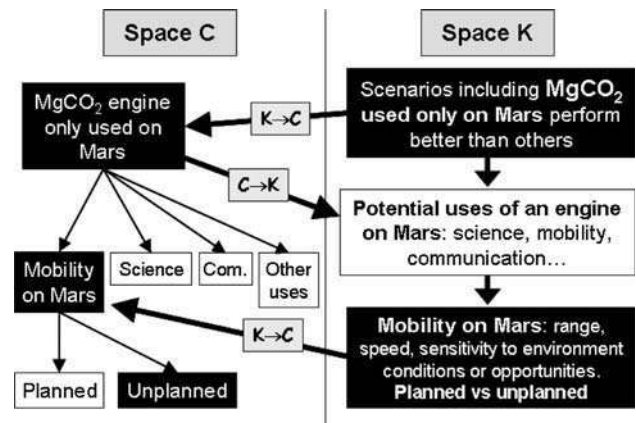 Space C
Space K
MgCO₂ engine
only used on
Mars
K→C
Scenarios including MgCO₂
used only on Mars perform
better than others
C→K
Potential uses of an engine
on Mars: science, mobility,
communication...
Mobility
on Mars
Science
Com.
Other
uses
K→C
Mobility on Mars: range,
speed, sensitivity to environment
conditions or opportunities.
Planned vs unplanned
Planned
Unplanned